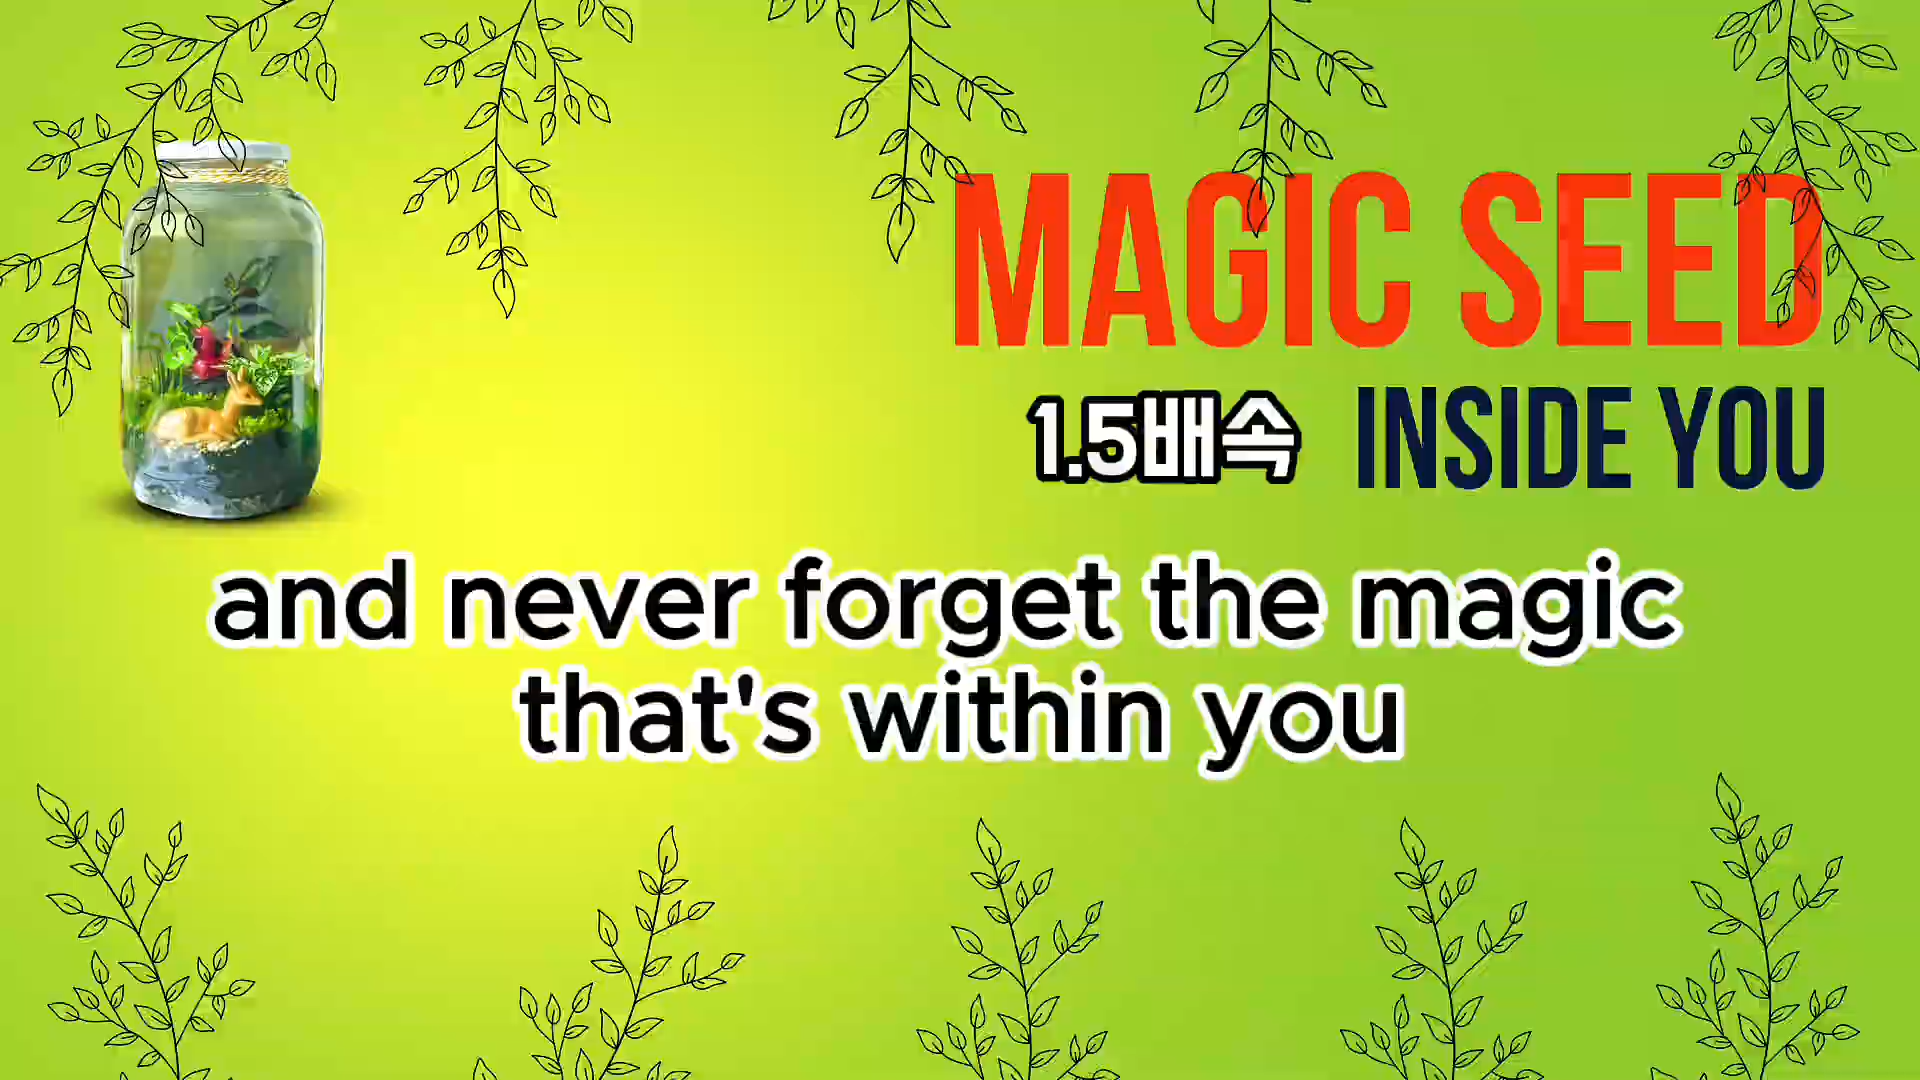 MAGIC SEED
1.5배속 INSIDE YOU
and never forget the magic
that's within you